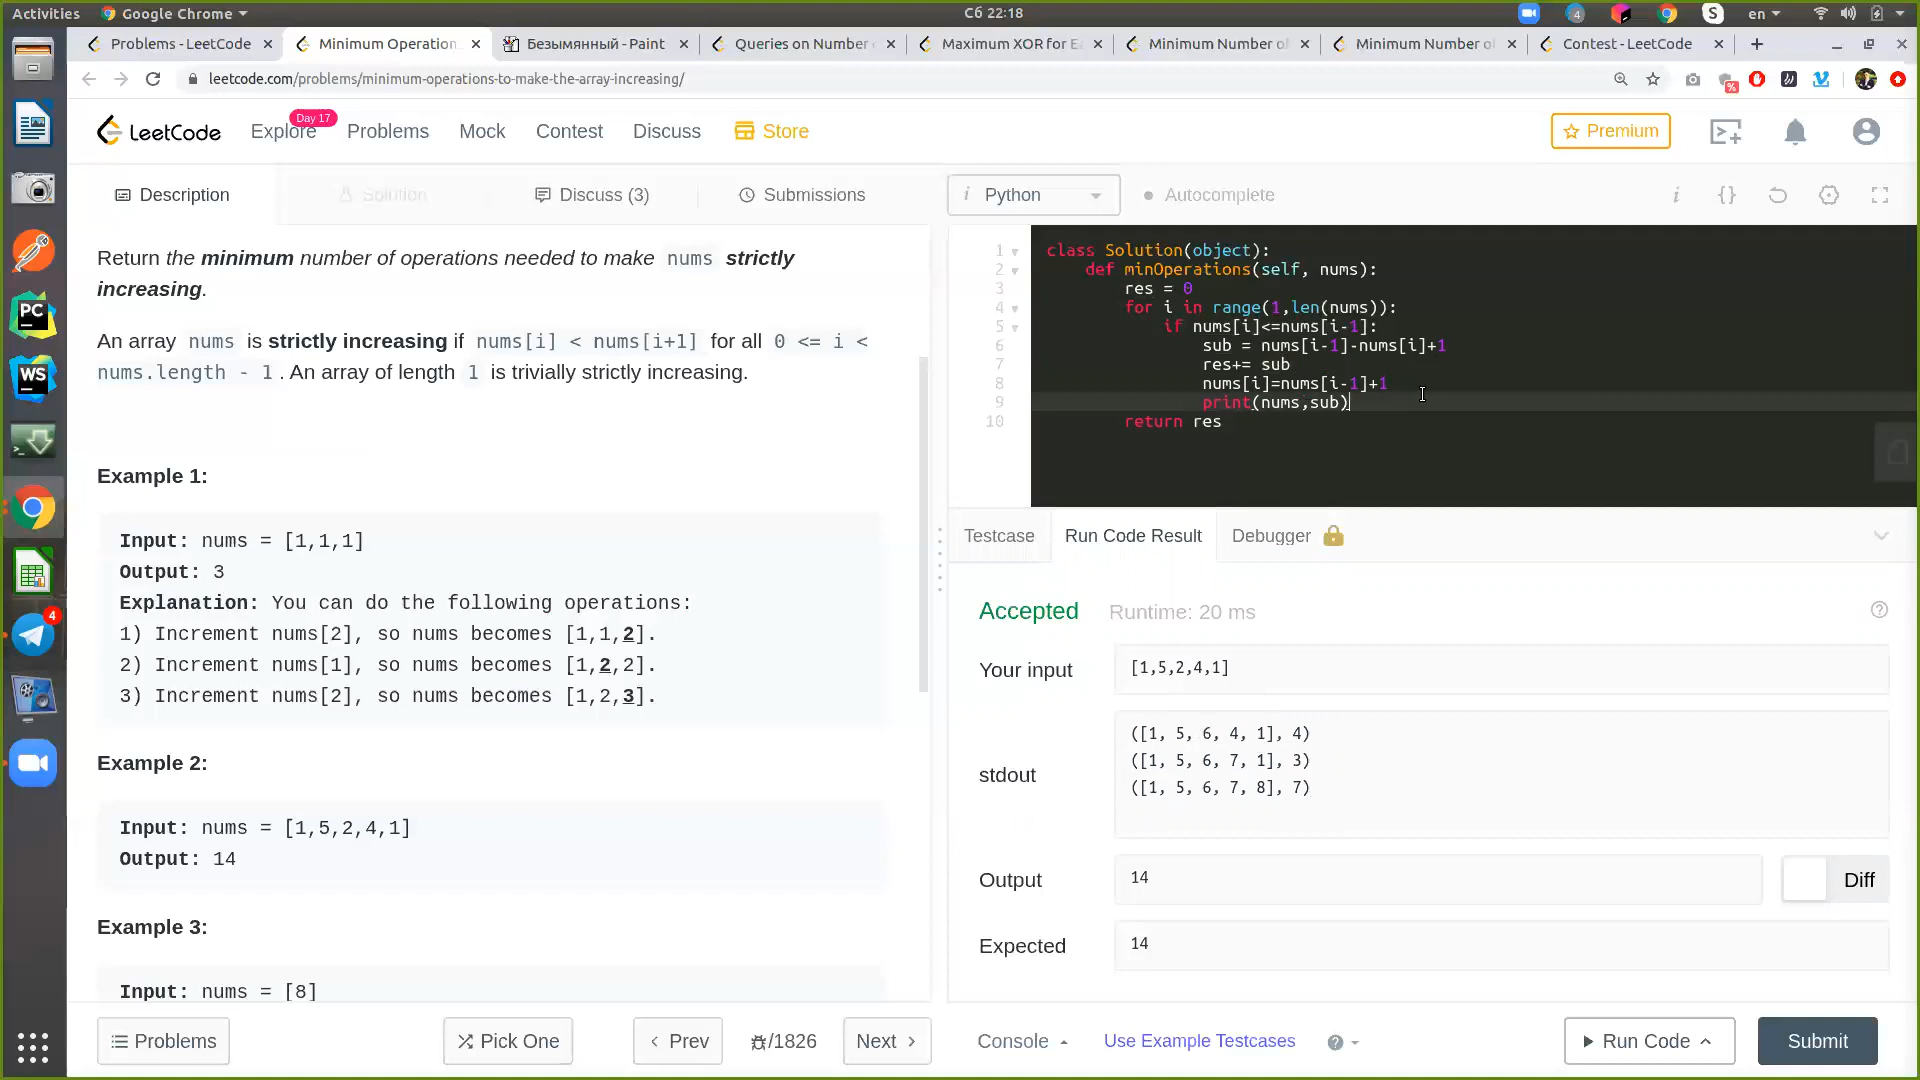 Activities
Google Chrome
Сб 22:18
4
S
en
Problems - LeetCode
Minimum Operation
Безымянный - Paint
Queries on Number
Maximum XOR for E
Minimum Number of
Minimum Number of
Contest - LeetCode
leetcode.com/problems/minimum-operations-to-make-the-array-increasing/
LeetCode
Explore
Day 17
Problems
Mock
Contest
Discuss
Store
Premium
Description
Solution
Discuss (3)
Submissions
Python
Autocomplete
Return the minimum number of operations needed to make nums strictly
increasing.
An array nums is strictly increasing if nums[i] < nums[i+1] for all 0 <= i <
nums.length - 1. An array of length 1 is trivially strictly increasing.
Example 1:
Input: nums = [1,1,1]
Output: 3
Explanation: You can do the following operations:
1) Increment nums[2], so nums becomes [1,1,2].
2) Increment nums[1], so nums becomes [1,2,2].
3) Increment nums[2], so nums becomes [1,2,3].
Example 2:
Input: nums = [1,5,2,4,1]
Output: 14
Example 3:
Input: nums = [8]
1 class Solution(object):
2 def minOperations(self, nums):
3 res = 0
4 for i in range(1,len(nums)):
5 if nums[i]<=nums[i-1]:
6 sub = nums[i-1]-nums[i]+1
7 res+= sub
8 nums[i]=nums[i-1]+1
9 print(nums,sub)
10 return res
Testcase
Run Code Result
Debugger
Accepted
Runtime: 20 ms
Your input
[1,5,2,4,1]
stdout
([1, 5, 6, 4, 1], 4)
([1, 5, 6, 7, 1], 3)
([1, 5, 6, 7, 8], 7)
Output
14
Diff
Expected
14
Problems
Pick One
Prev
/1826
Next
Console
Use Example Testcases
Run Code
Submit
PC
WS
4